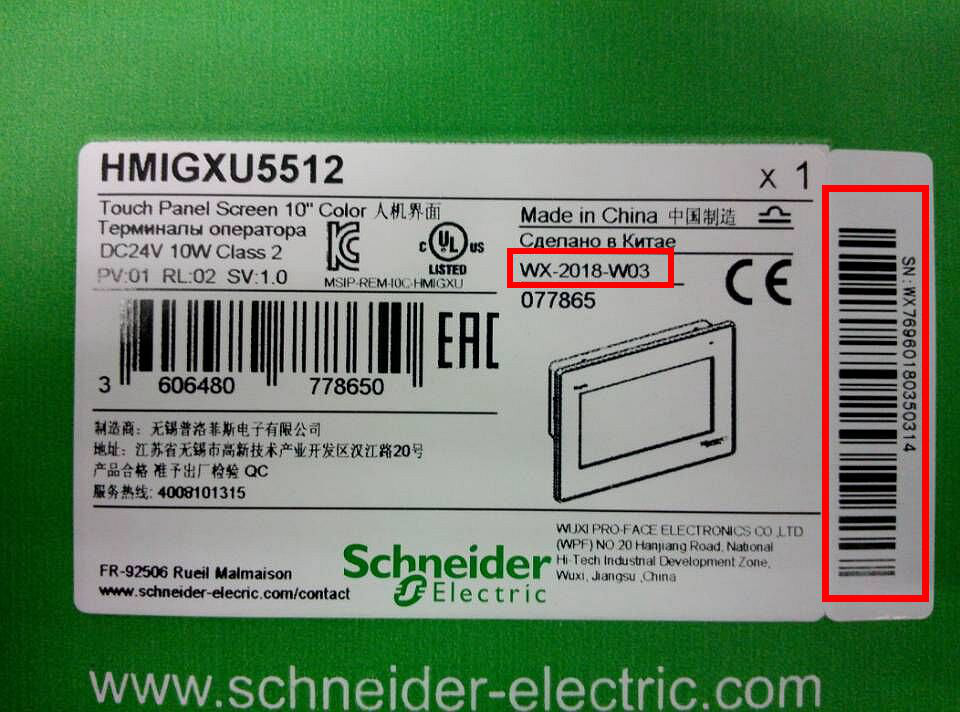 HMIGXU5512
X 1
Touch Panel Screen 10" Color 人机界面
Терминалы оператора
DC24V 10W Class 2
PV:01 RL:02 SV:1.0
C UL US
LISTED
MSIP-REM-I0C-HMIGXU
Made in China 中国制造
Сделано в Китае
WX-2018-W03
077865
CE
EAC
3 606480 778650
制造商: 无锡普洛菲斯电子有限公司
地址: 江苏省无锡市高新技术产业开发区汉江路20号
产品合格 准予出厂检验 QC
服务热线: 4008101315
FR-92506 Rueil Malmaison
www.schneider-elecric.com/contact
Schneider
Electric
WUXI PRO-FACE ELECTRONICS CO.,LTD
(WPF) NO 20 Hanjiang Road, National
Hi-Tech Industrial Development Zone,
Wuxi, Jiangsu ,China
SN: WX769601803503​14
www.schneider-electric.com